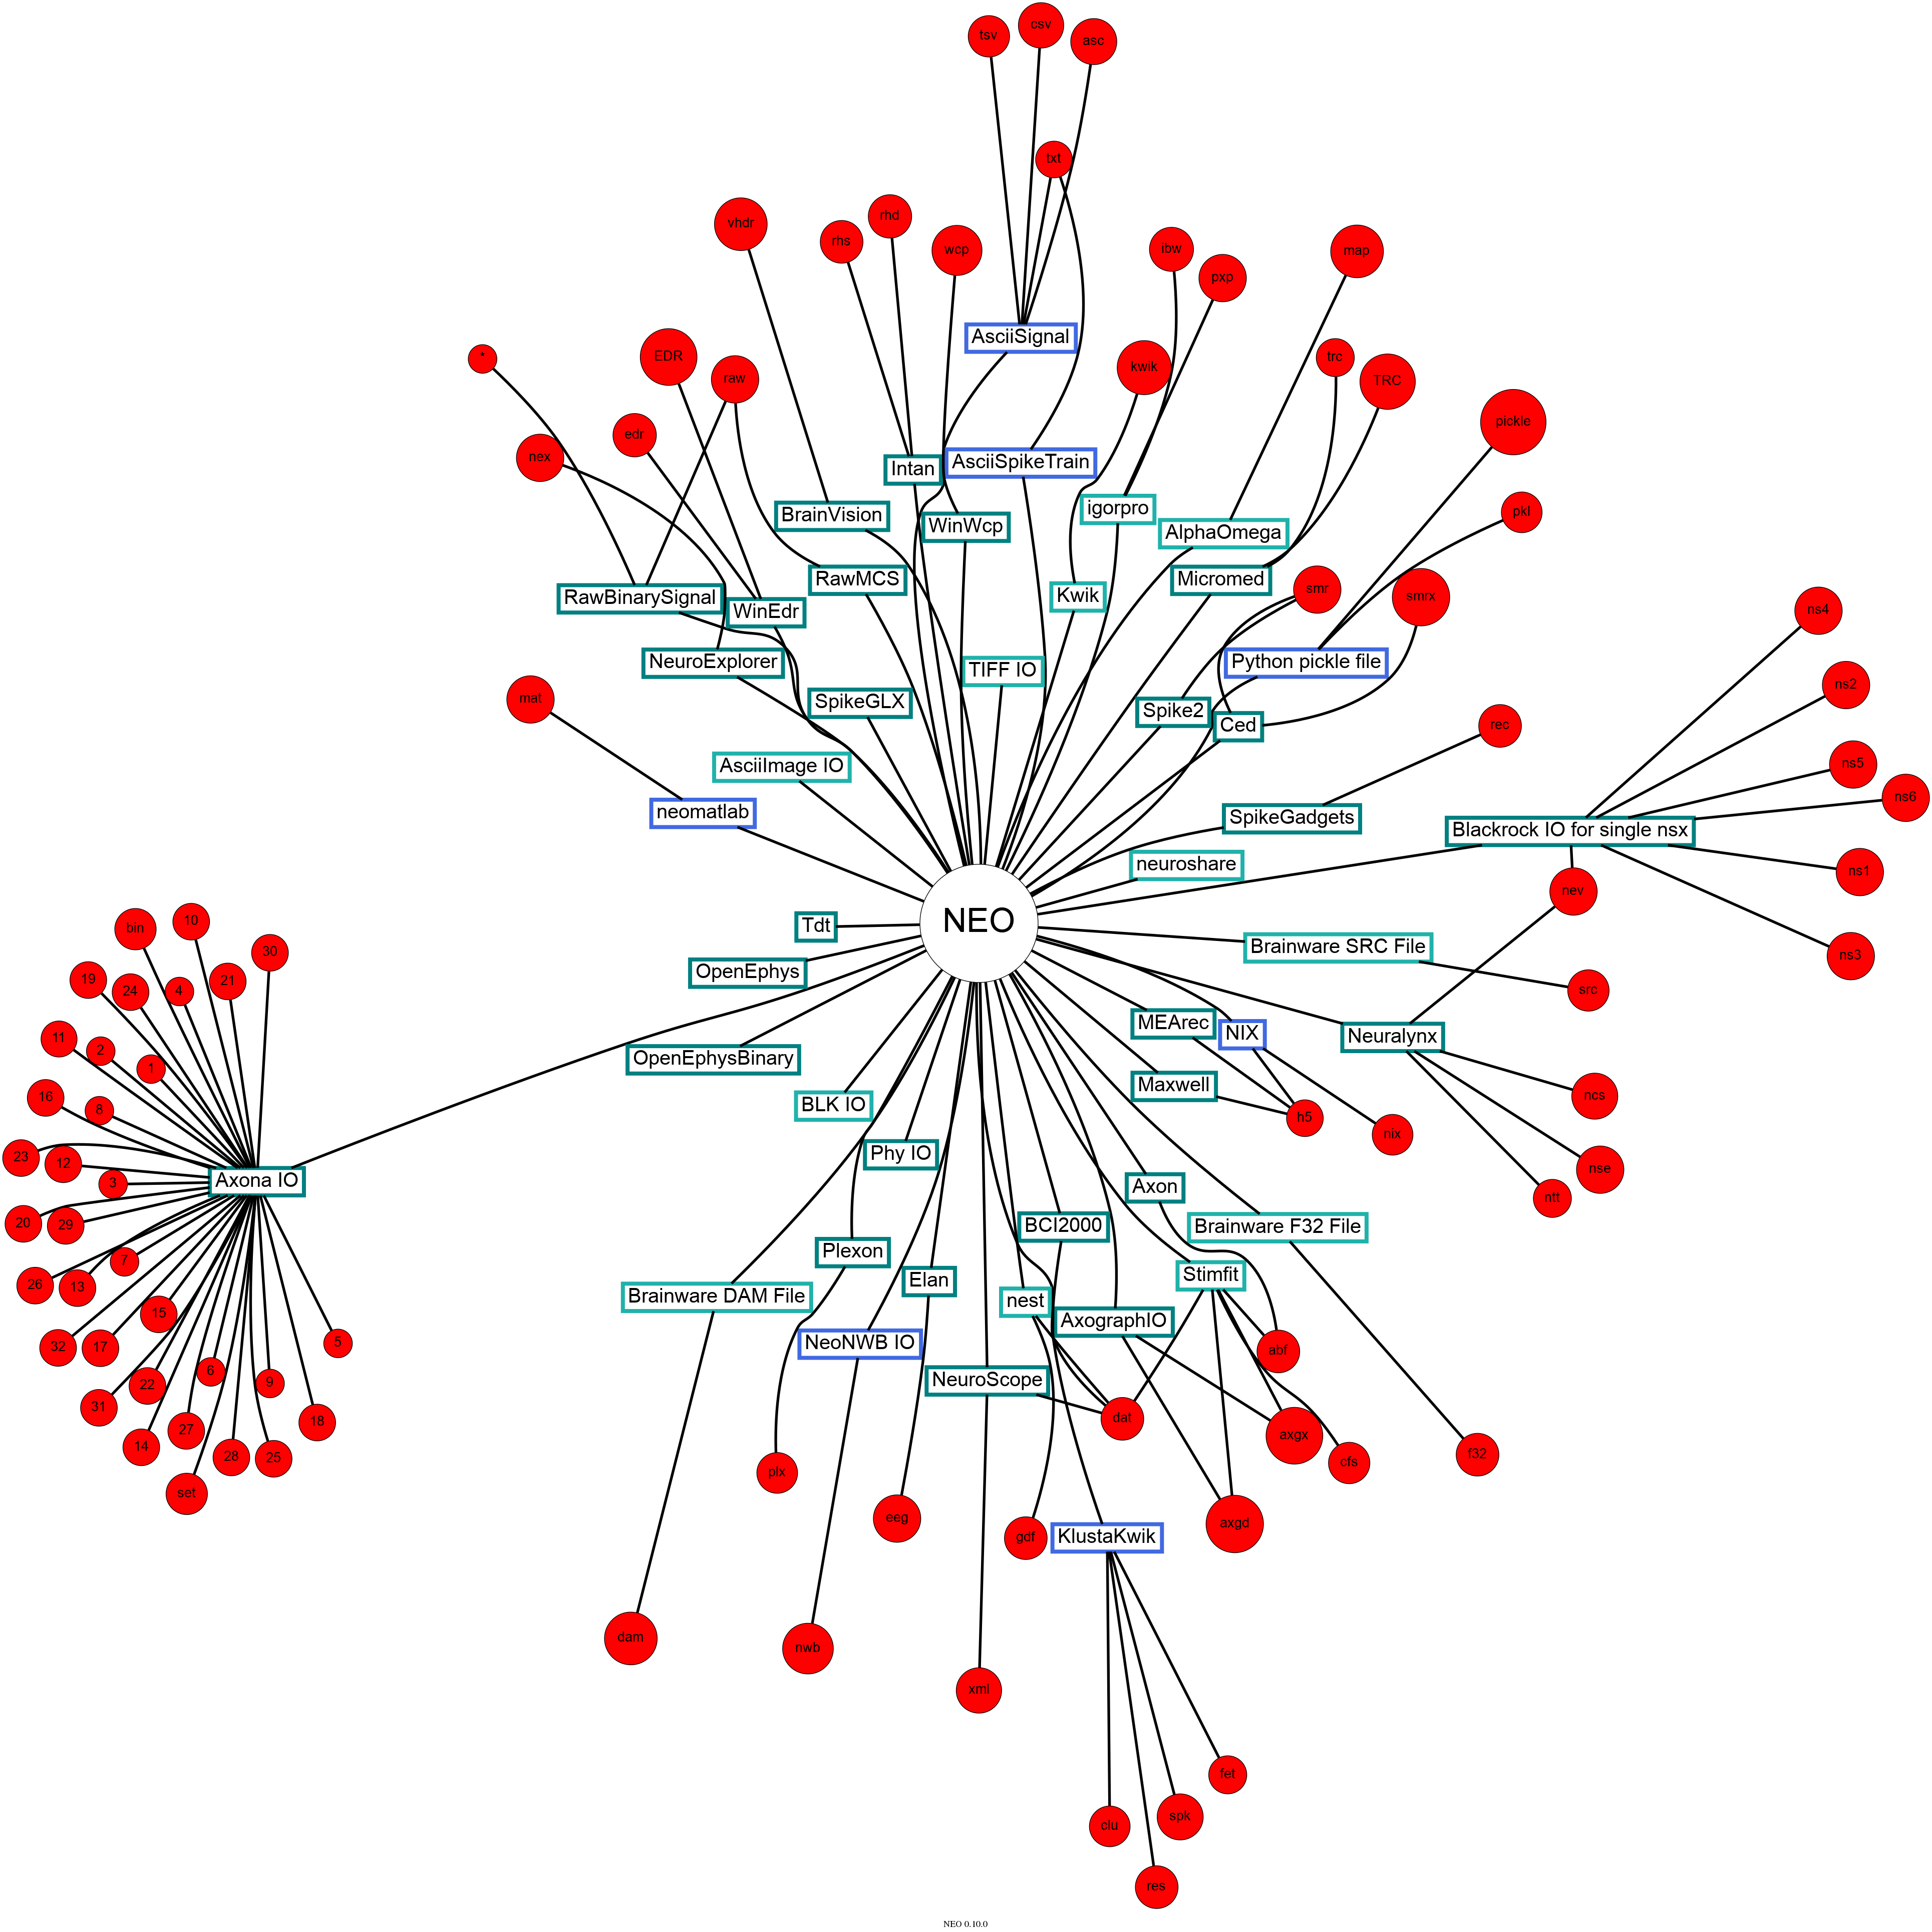 csv
tsv
asc
txt
rhd
vhdr
rhs
wcp
ibw
map
pxp
AsciiSignal
EDR
*
trc
kwik
raw
TRC
pickle
edr
nex
AsciiSpikeTrain
Intan
igorpro
pkl
BrainVision
WinWcp
AlphaOmega
RawMCS
Micromed
smr
Kwik
smrx
RawBinarySignal
WinEdr
ns4
NeuroExplorer
Python pickle file
TIFF IO
ns2
mat
SpikeGLX
Spike2
Ced
rec
AsciiImage IO
ns5
ns6
neomatlab
SpikeGadgets
Blackrock IO for single nsx
neuroshare
ns1
nev
NEO
10
bin
Tdt
Brainware SRC File
30
ns3
OpenEphys
19
21
24
4
src
MEArec
NIX
Neuralynx
11
2
OpenEphysBinary
1
Maxwell
16
ncs
BLK IO
8
h5
nix
Phy IO
23
12
nse
Axona IO
3
Axon
ntt
20
29
BCI2000
Brainware F32 File
Plexon
7
Stimfit
Elan
26
13
Brainware DAM File
nest
15
AxographIO
5
NeoNWB IO
32
17
abf
6
NeuroScope
9
22
31
dat
18
27
axgx
14
28
25
f32
cfs
plx
set
eeg
axgd
gdf
KlustaKwik
dam
nwb
xml
fet
spk
clu
res
NEO 0.10.0